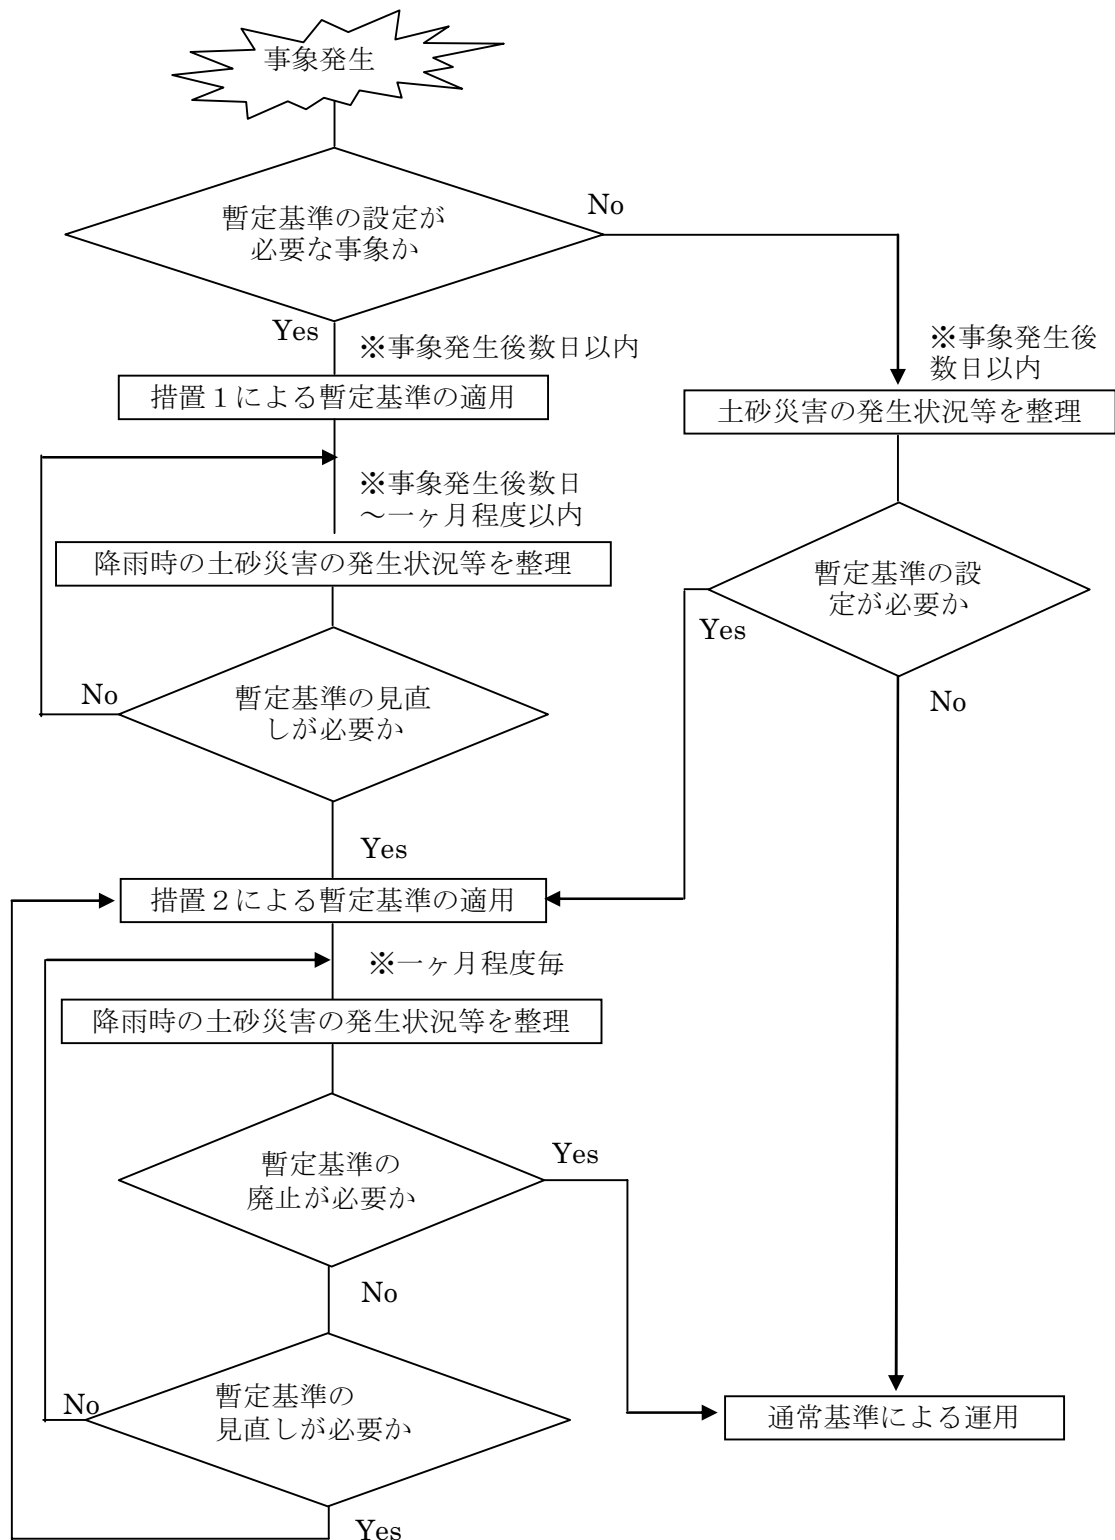 事象発生
暫定基準の設定が
必要な事象か
No
Yes
※事象発生後数日以内
措置１による暫定基準の適用
※事象発生後
数日以内
土砂災害の発生状況等を整理
※事象発生後数日
～一ヶ月程度以内
降雨時の土砂災害の発生状況等を整理
暫定基準の設
定が必要か
Yes
No
暫定基準の見直
しが必要か
No
Yes
措置２による暫定基準の適用
※一ヶ月程度毎
降雨時の土砂災害の発生状況等を整理
暫定基準の
廃止が必要か
Yes
No
暫定基準の
見直しが必要か
No
Yes
通常基準による運用